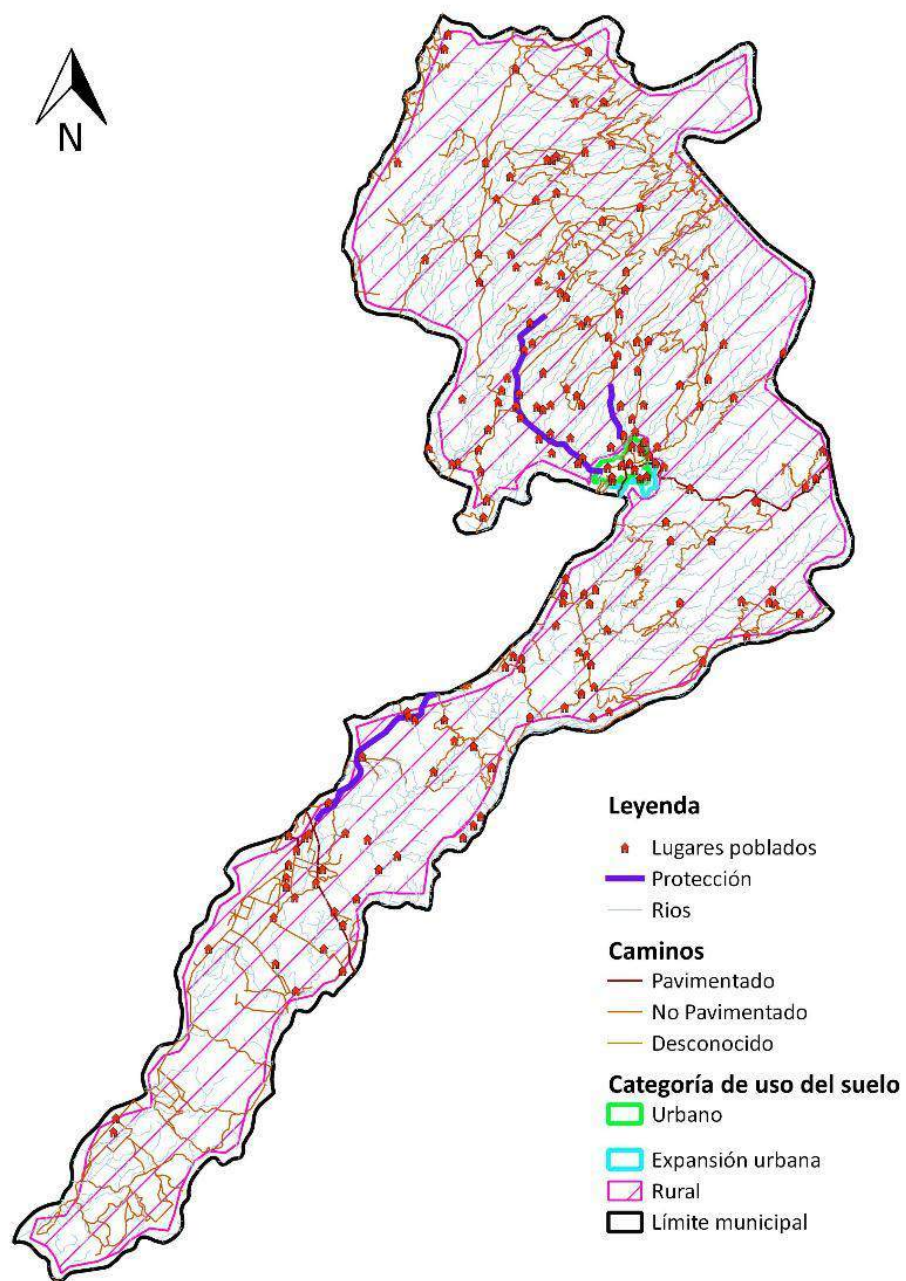 N
Leyenda
Lugares poblados
Protección
Rios
Caminos
Pavimentado
No Pavimentado
Desconocido
Categoría de uso del suelo
Urbano
Expansión urbana
Rural
Límite municipal